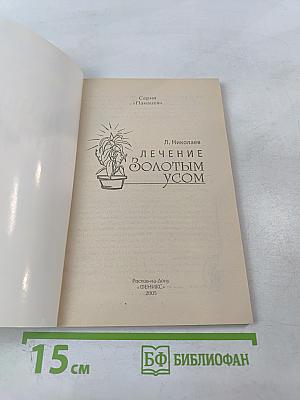 Серия
«Панацея»
Л. Николаев
ЛЕЧЕНИЕ
ЗОЛОТЫМ
УСОМ
Ростов-на-Дону
«ФЕНИКС»
2005
15 см
БФ БИБЛИОФАН